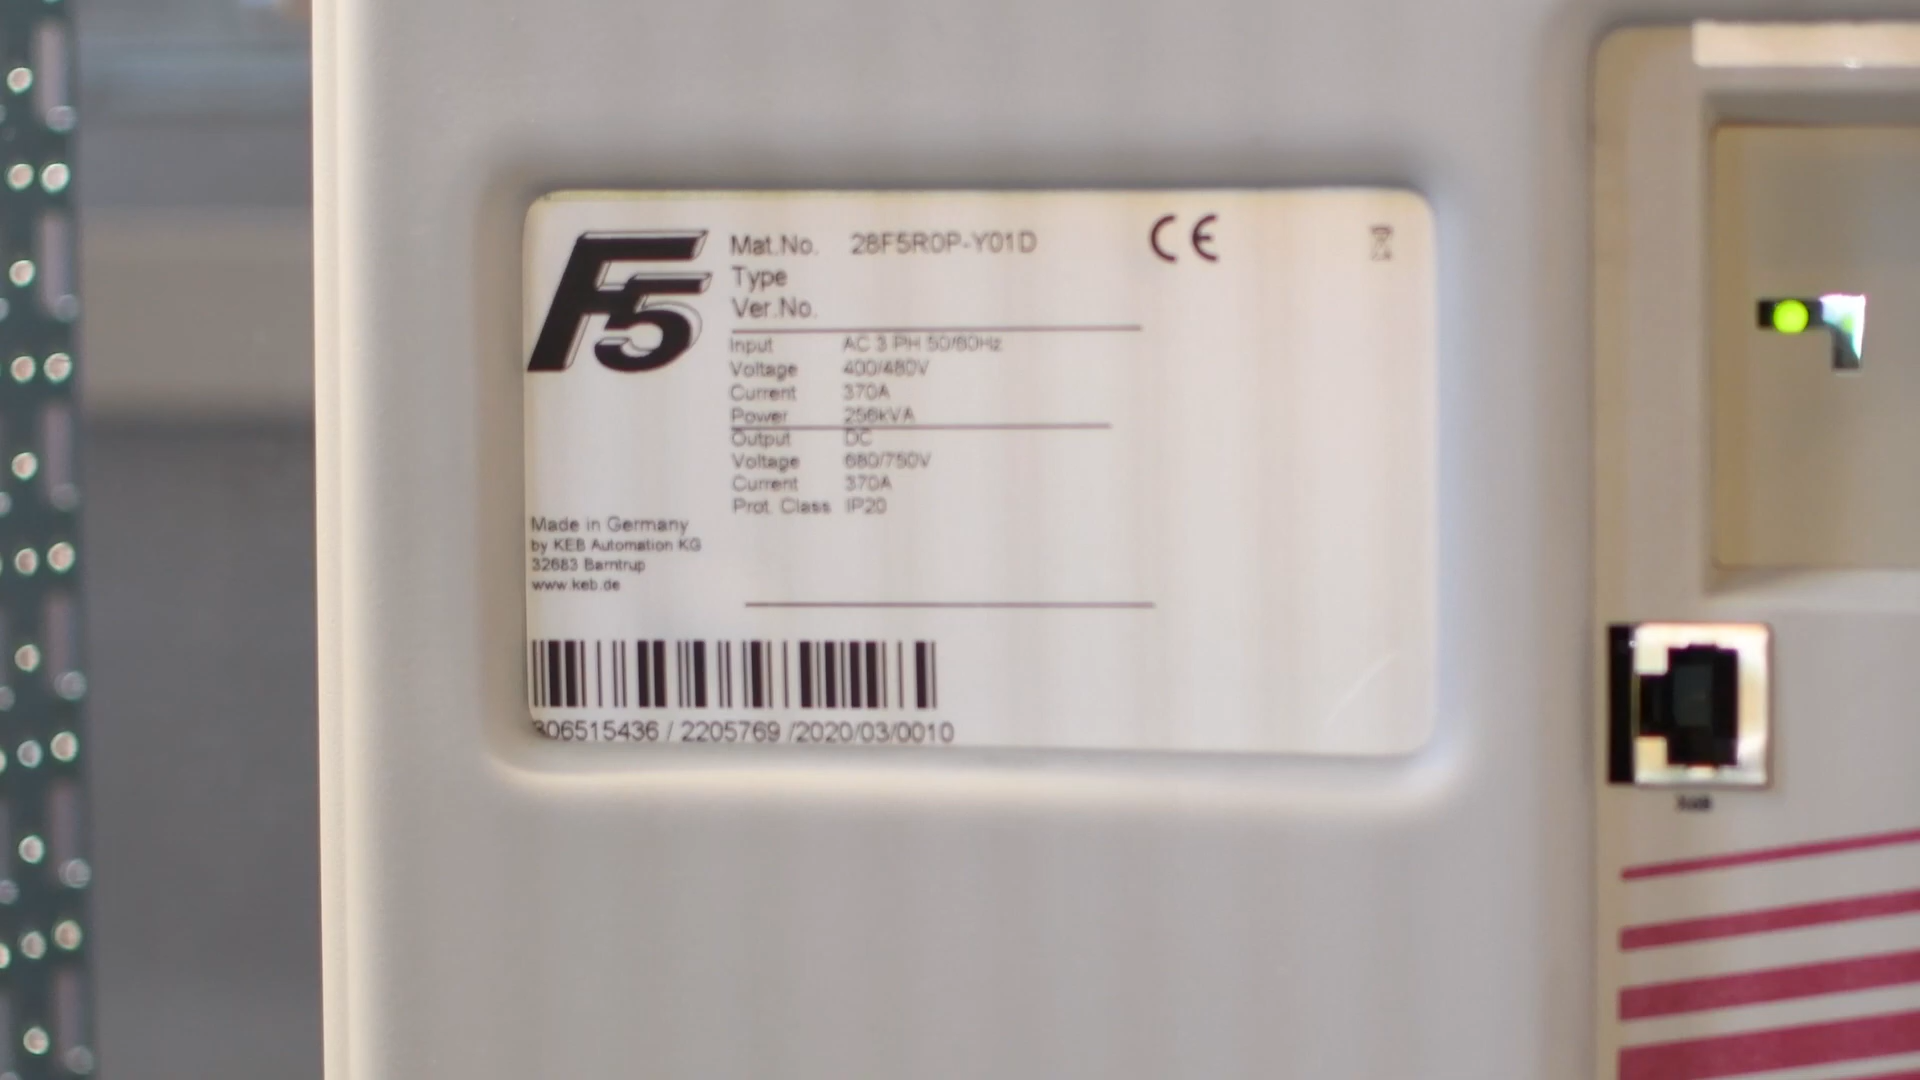 F5
Mat.No. 28F5R0P-Y01D
CE
Type
Ver.No.
Input AC 3 PH 50/60Hz
Voltage 400/480V
Current 370A
Power 256kVA
Output DC
Voltage 680/750V
Current 370A
Prot. Class IP20
Made in Germany
by KEB Automation KG
32683 Barntrup
www.keb.de
306515436 / 2205769 /2020/03/0010